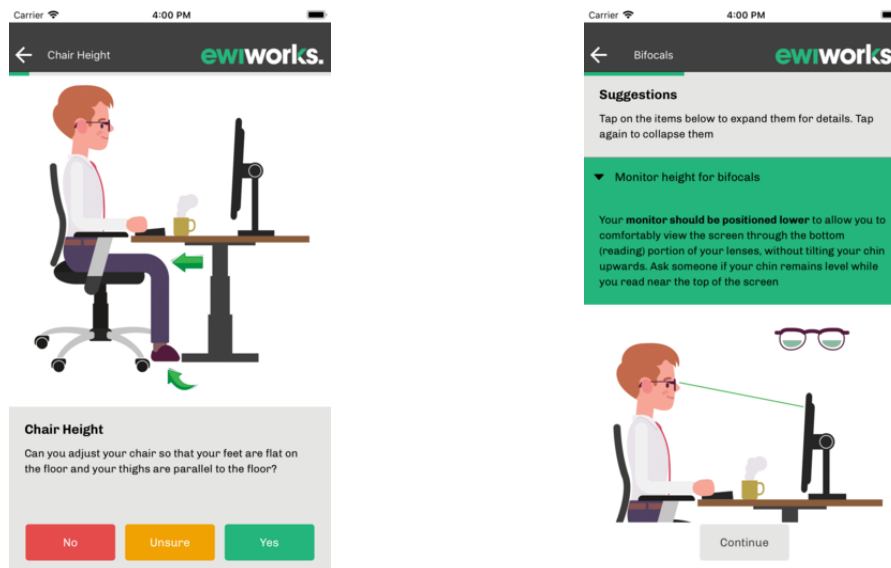 Carrier 4:00 PM
Chair Height ewiworks.
Chair Height
Can you adjust your chair so that your feet are flat on
the floor and your thighs are parallel to the floor?
No Unsure Yes
Carrier 4:00 PM
Bifocals ewiworks
Suggestions
Tap on the items below to expand them for details. Tap
again to collapse them
Monitor height for bifocals
Your monitor should be positioned lower to allow you to
comfortably view the screen through the bottom
(reading) portion of your lenses, without tilting your chin
upwards. Ask someone if your chin remains level while
you read near the top of the screen
Continue